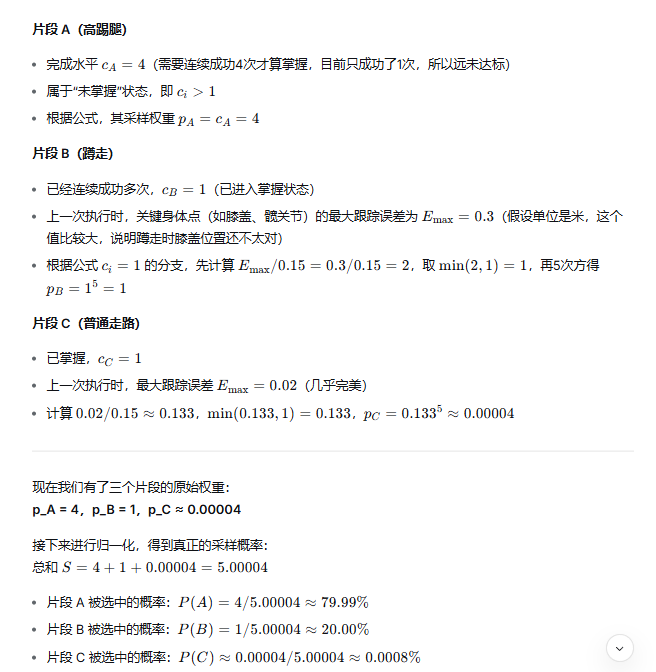 片段 A（高踢腿）
• 完成水平 c_A = 4（需要连续成功4次才算掌握，目前只成功了1次，所以远未达标）
• 属于“未掌握”状态，即 c_i > 1
• 根据公式，其采样权重 p_A = c_A = 4
片段 B（蹲走）
• 已经连续成功多次，c_B = 1（已进入掌握状态）
• 上一次执行时，关键身体点（如膝盖、髋关节）的最大跟踪误差为 E_max = 0.3（假设单位是米，这个
值比较大，说明蹲走时膝盖位置还不太对）
• 根据公式 c_i = 1 的分支，先计算 E_max/0.15 = 0.3/0.15 = 2，取 min(2, 1) = 1，再5次方得
p_B = 1^5 = 1
片段 C（普通走路）
• 已掌握，c_C = 1
• 上一次执行时，最大跟踪误差 E_max = 0.02（几乎完美）
• 计算 0.02/0.15 ≈ 0.133，min(0.133, 1) = 0.133，p_C = 0.133^5 ≈ 0.00004
现在我们有了三个片段的原始权重：
p_A = 4，p_B = 1，p_C ≈ 0.00004
接下来进行归一化，得到真正的采样概率：
总和 S = 4 + 1 + 0.00004 = 5.00004
• 片段 A 被选中的概率：P(A) = 4/5.00004 ≈ 79.99%
• 片段 B 被选中的概率：P(B) = 1/5.00004 ≈ 20.00%
• 片段 C 被选中的概率：P(C) ≈ 0.00004/5.00004 ≈ 0.0008%